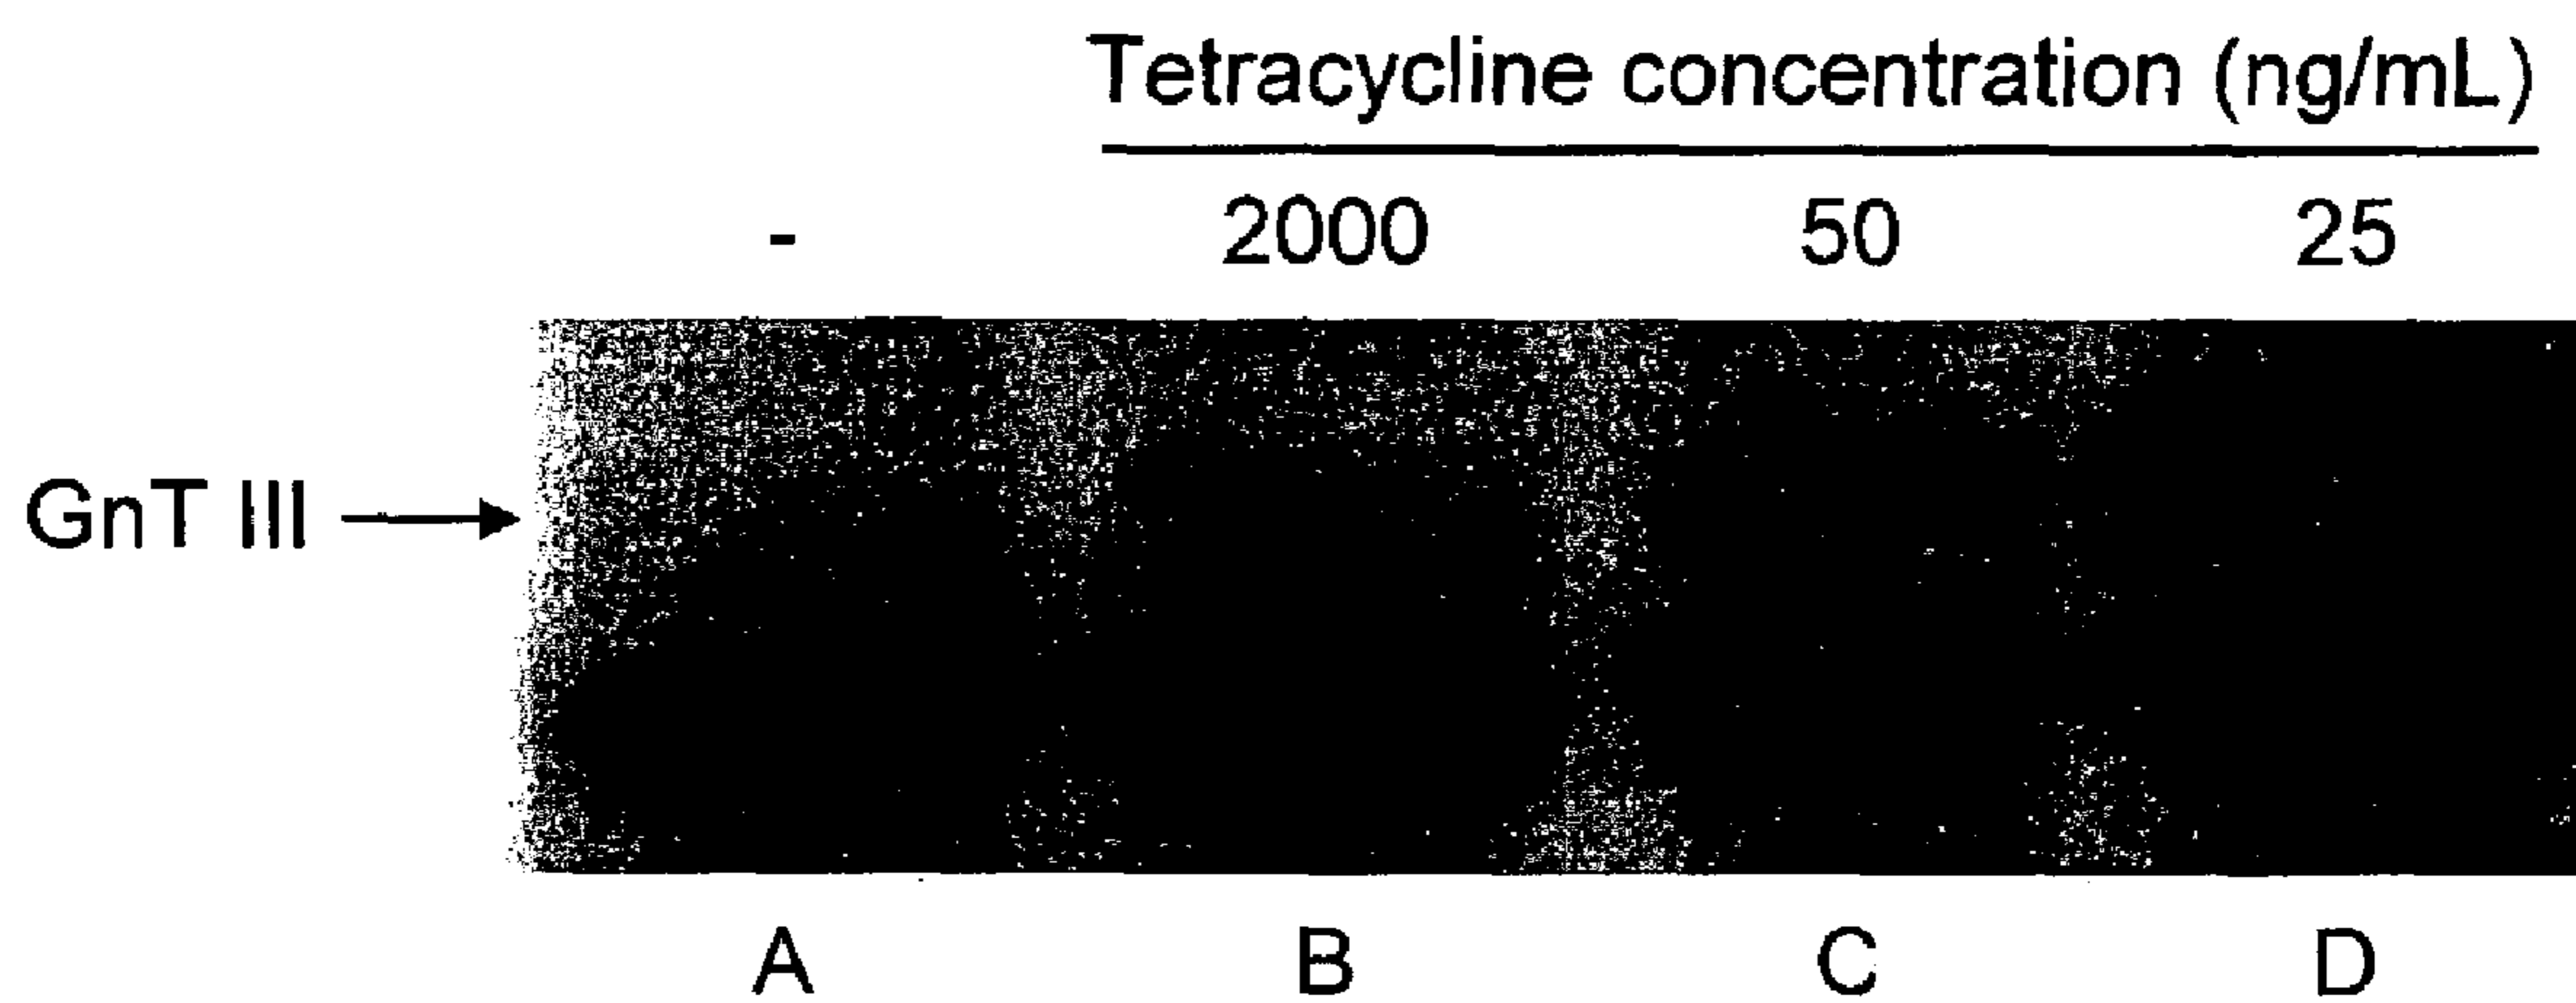 Tetracycline concentration (ng/mL)
- 2000 50 25
GnT III
A B C D